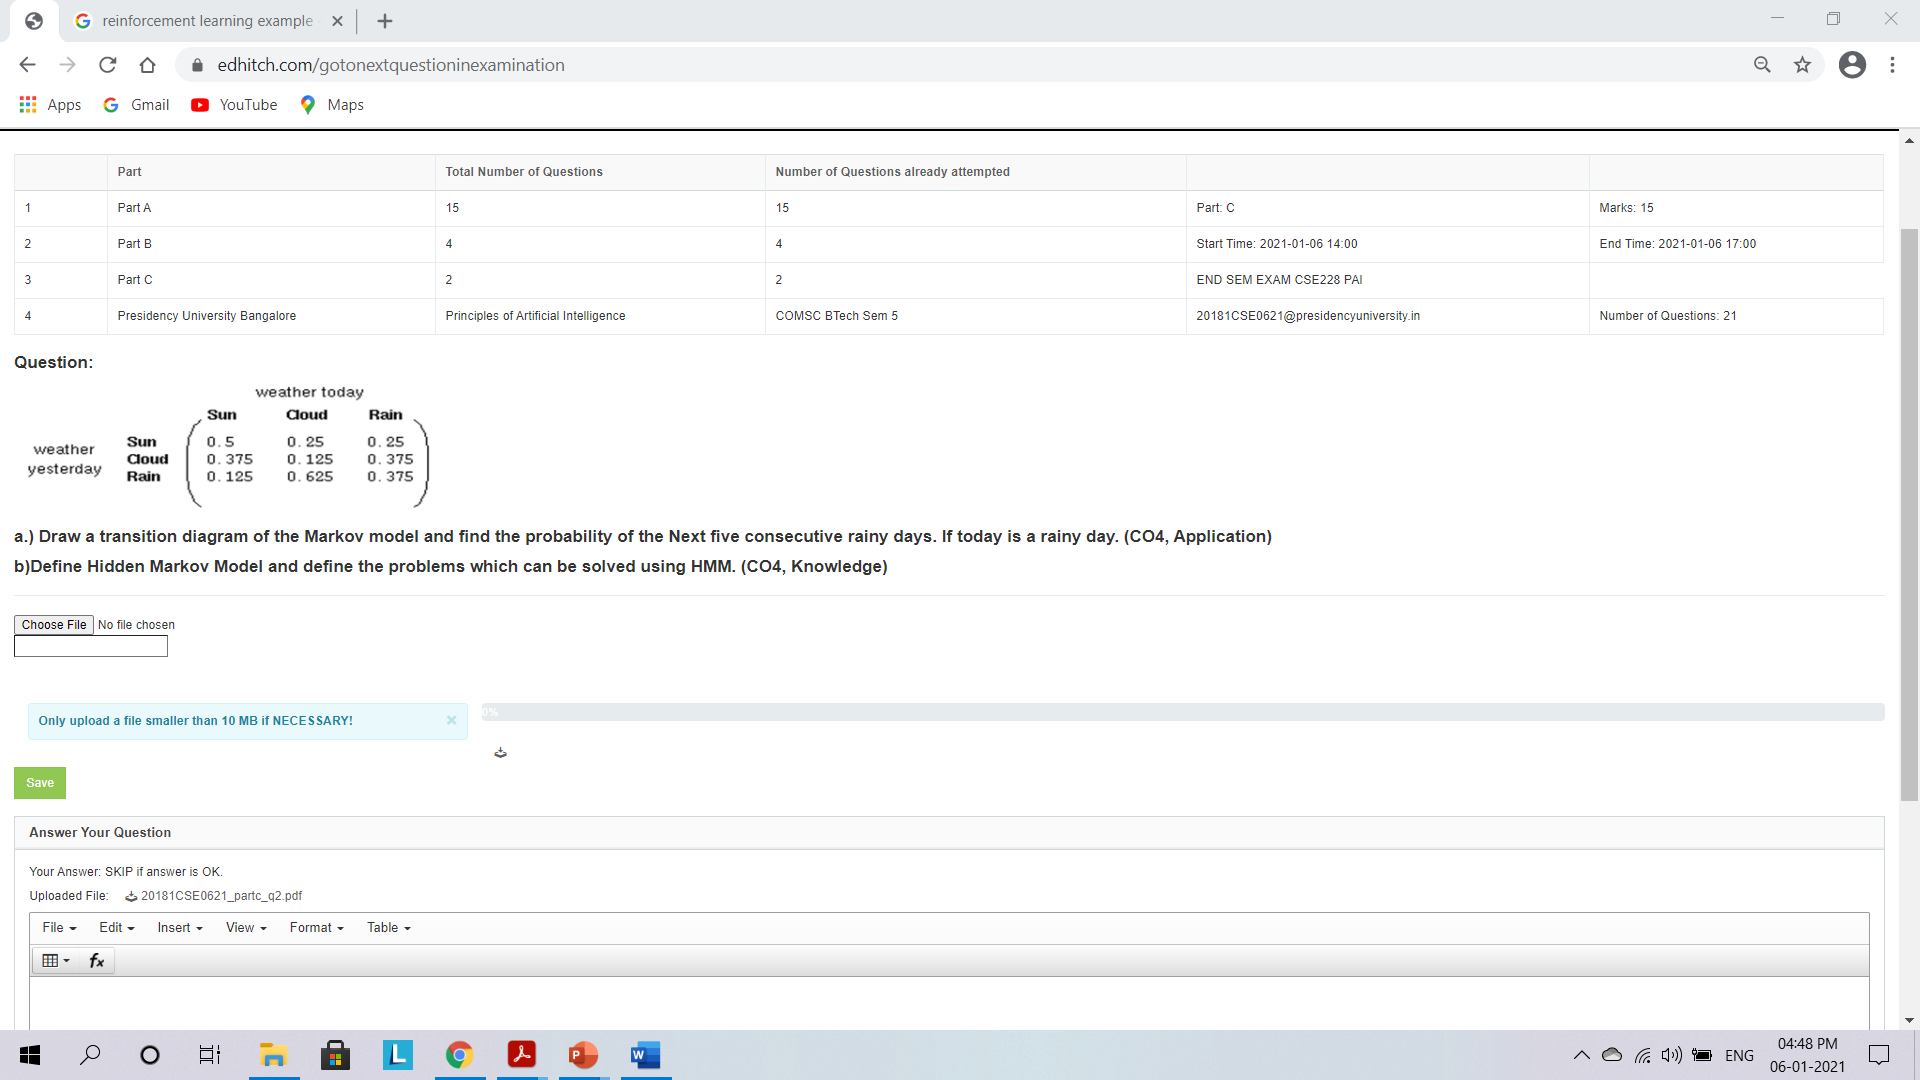 reinforcement learning example
edhitch.com/gotonextquestioninexamination
Apps Gmail YouTube Maps
Part Total Number of Questions Number of Questions already attempted
1 Part A 15 15 Part: C Marks: 15
2 Part B 4 4 Start Time: 2021-01-06 14:00 End Time: 2021-01-06 17:00
3 Part C 2 2 END SEM EXAM CSE228 PAI
4 Presidency University Bangalore Principles of Artificial Intelligence COMSC BTech Sem 5 20181CSE0621@presidencyuniversity.in Number of Questions: 21
Question:
weather today
Sun Cloud Rain
weather yesterday
Sun 0.5 0.25 0.25
Cloud 0.375 0.125 0.375
Rain 0.125 0.625 0.375
a.) Draw a transition diagram of the Markov model and find the probability of the Next five consecutive rainy days. If today is a rainy day. (CO4, Application)
b)Define Hidden Markov Model and define the problems which can be solved using HMM. (CO4, Knowledge)
Choose File No file chosen
Only upload a file smaller than 10 MB if NECESSARY! ×
0%
Save
Answer Your Question
Your Answer: SKIP if answer is OK.
Uploaded File: 20181CSE0621_partc_q2.pdf
File Edit Insert View Format Table
fx
ENG 04:48 PM
06-01-2021